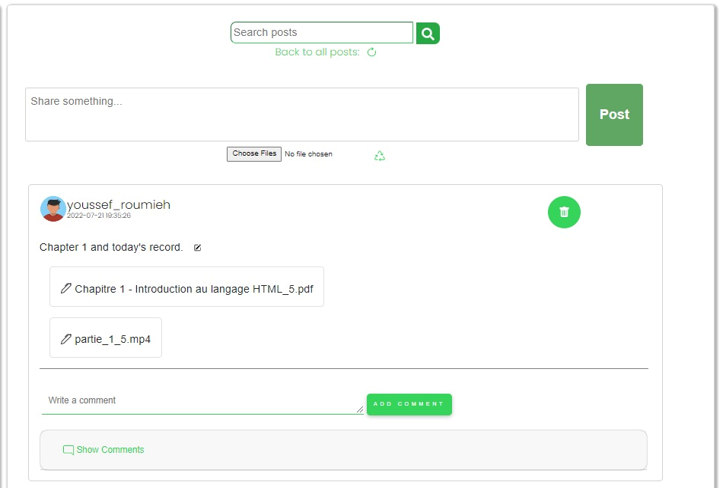 Search posts
Back to all posts:
Share something...
Post
Choose Files No file chosen
youssef_roumieh
2022-07-21 19:35:26
Chapter 1 and today's record.
Chapitre 1 - Introduction au langage HTML_5.pdf
partie_1_5.mp4
Write a comment
ADD COMMENT
Show Comments